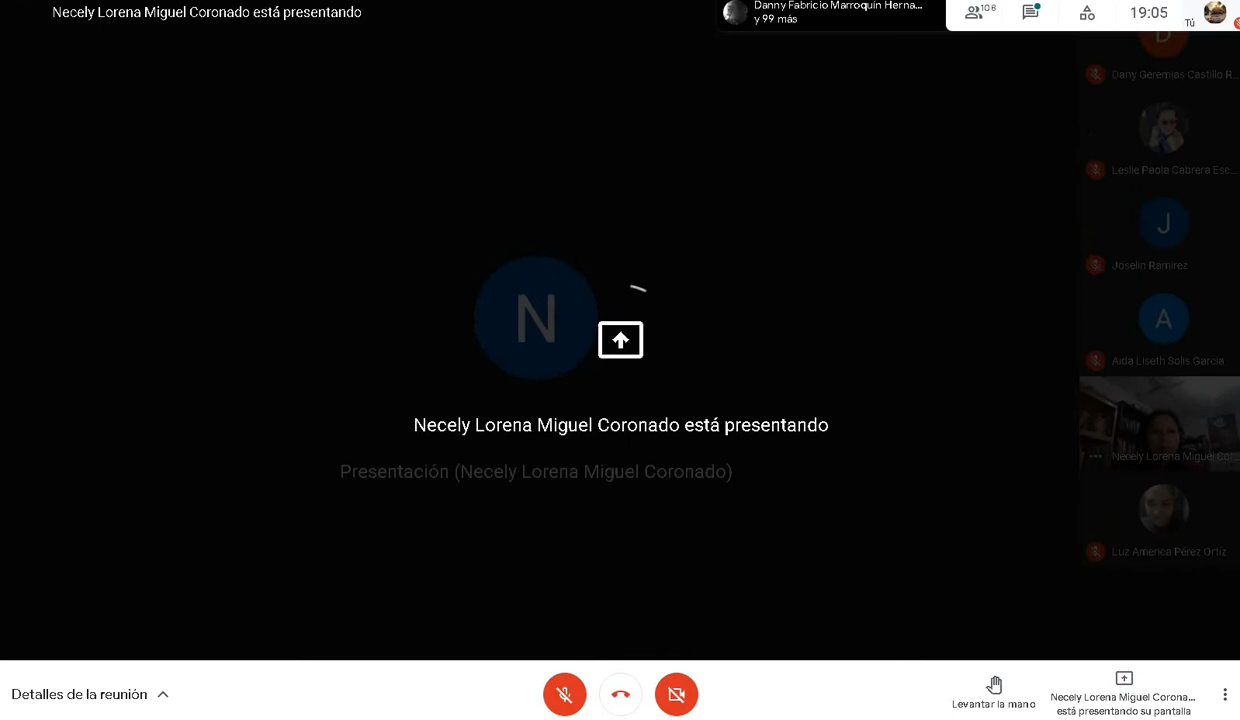 Necely Lorena Miguel Coronado está presentando
Danny Fabricio Marroquín Herna...
y 99 más
108
19:05
Tú
D
Dany Geremias Castillo R...
Leslie Paola Cabrera Esc...
J
Joselin Ramirez
A
Aida Liseth Solis Garcia
N
Necely Lorena Miguel Coronado está presentando
Presentación (Necely Lorena Miguel Coronado)
Necely Lorena Miguel Cor...
Luz America Pérez Ortiz
Detalles de la reunión
Levantar la mano
Necely Lorena Miguel Corona...
está presentando su pantalla